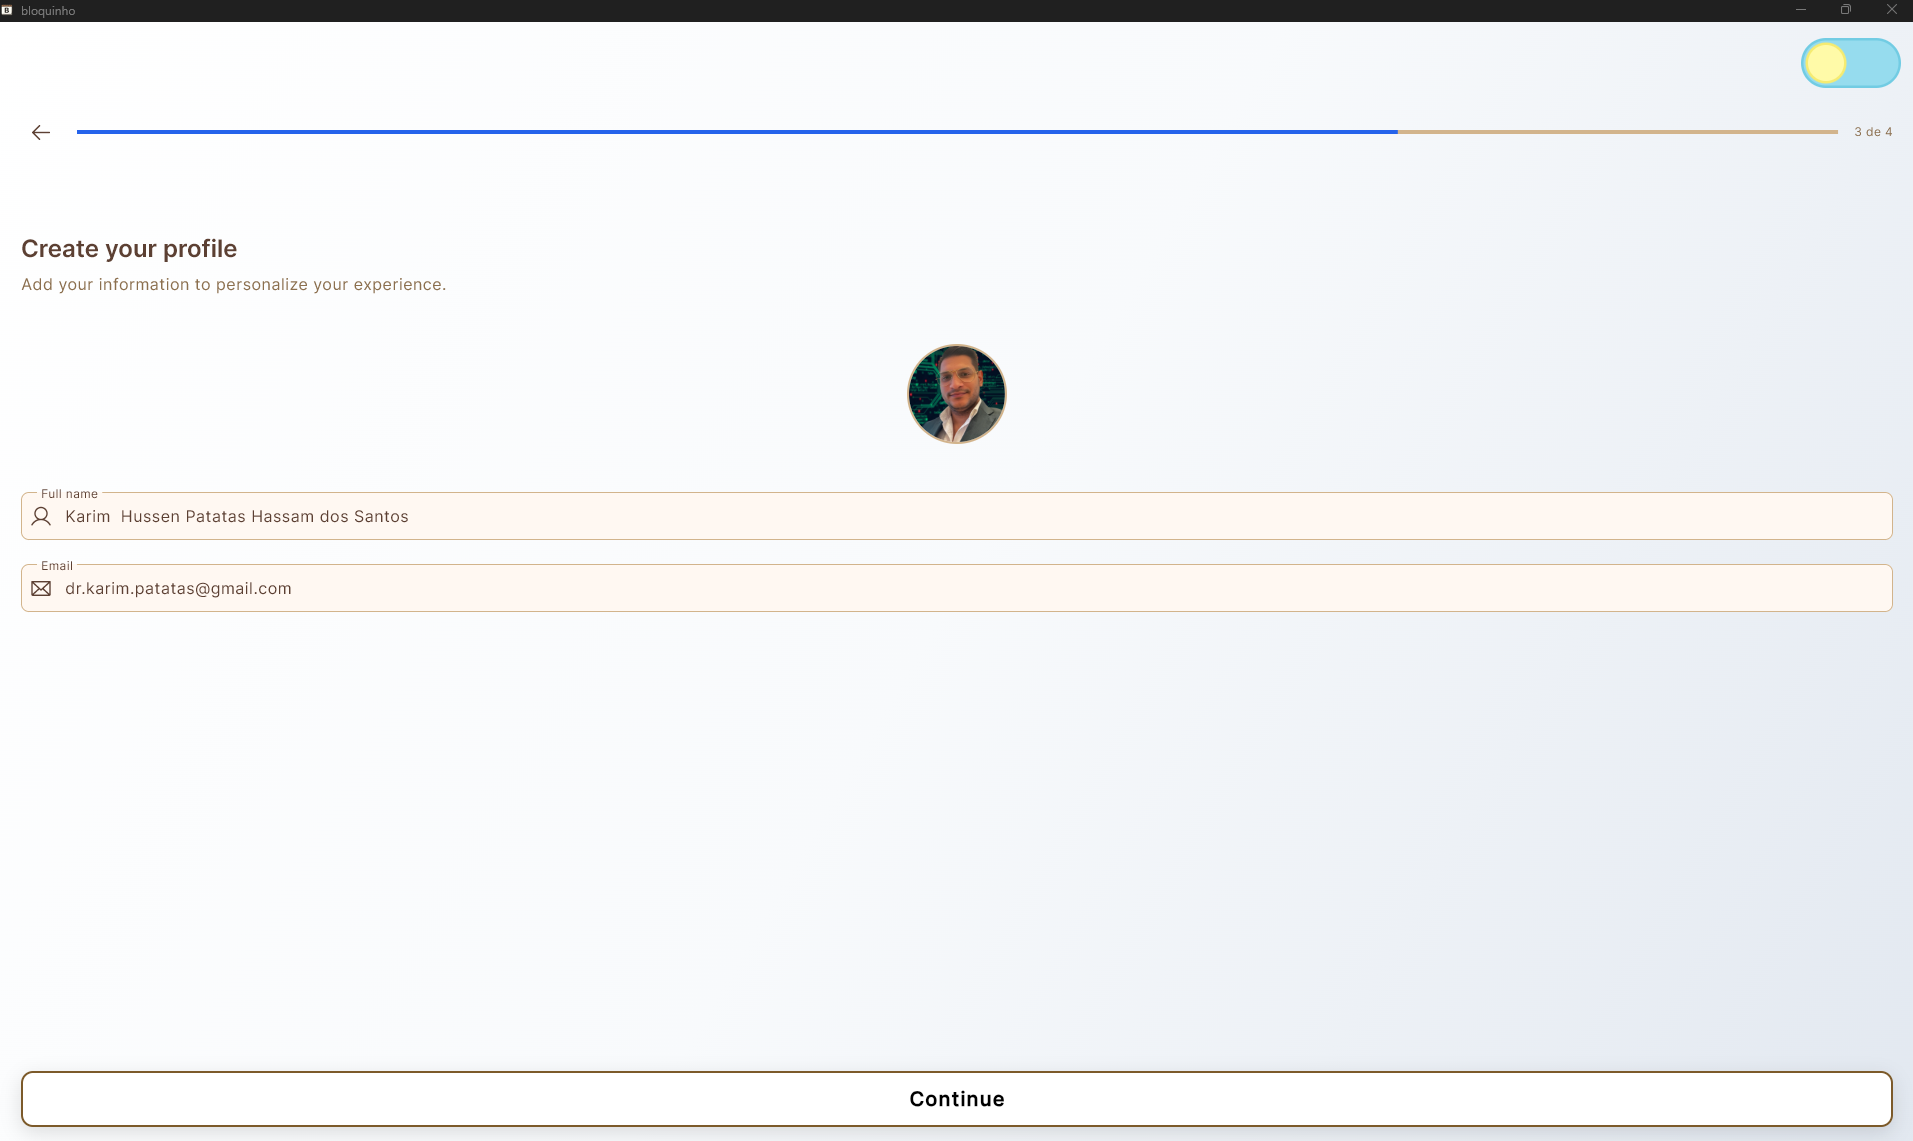 bloquinho
3 de 4
Create your profile
Add your information to personalize your experience.
Full name
Karim  Hussen Patatas Hassam dos Santos
Email
dr.karim.patatas@gmail.com
Continue